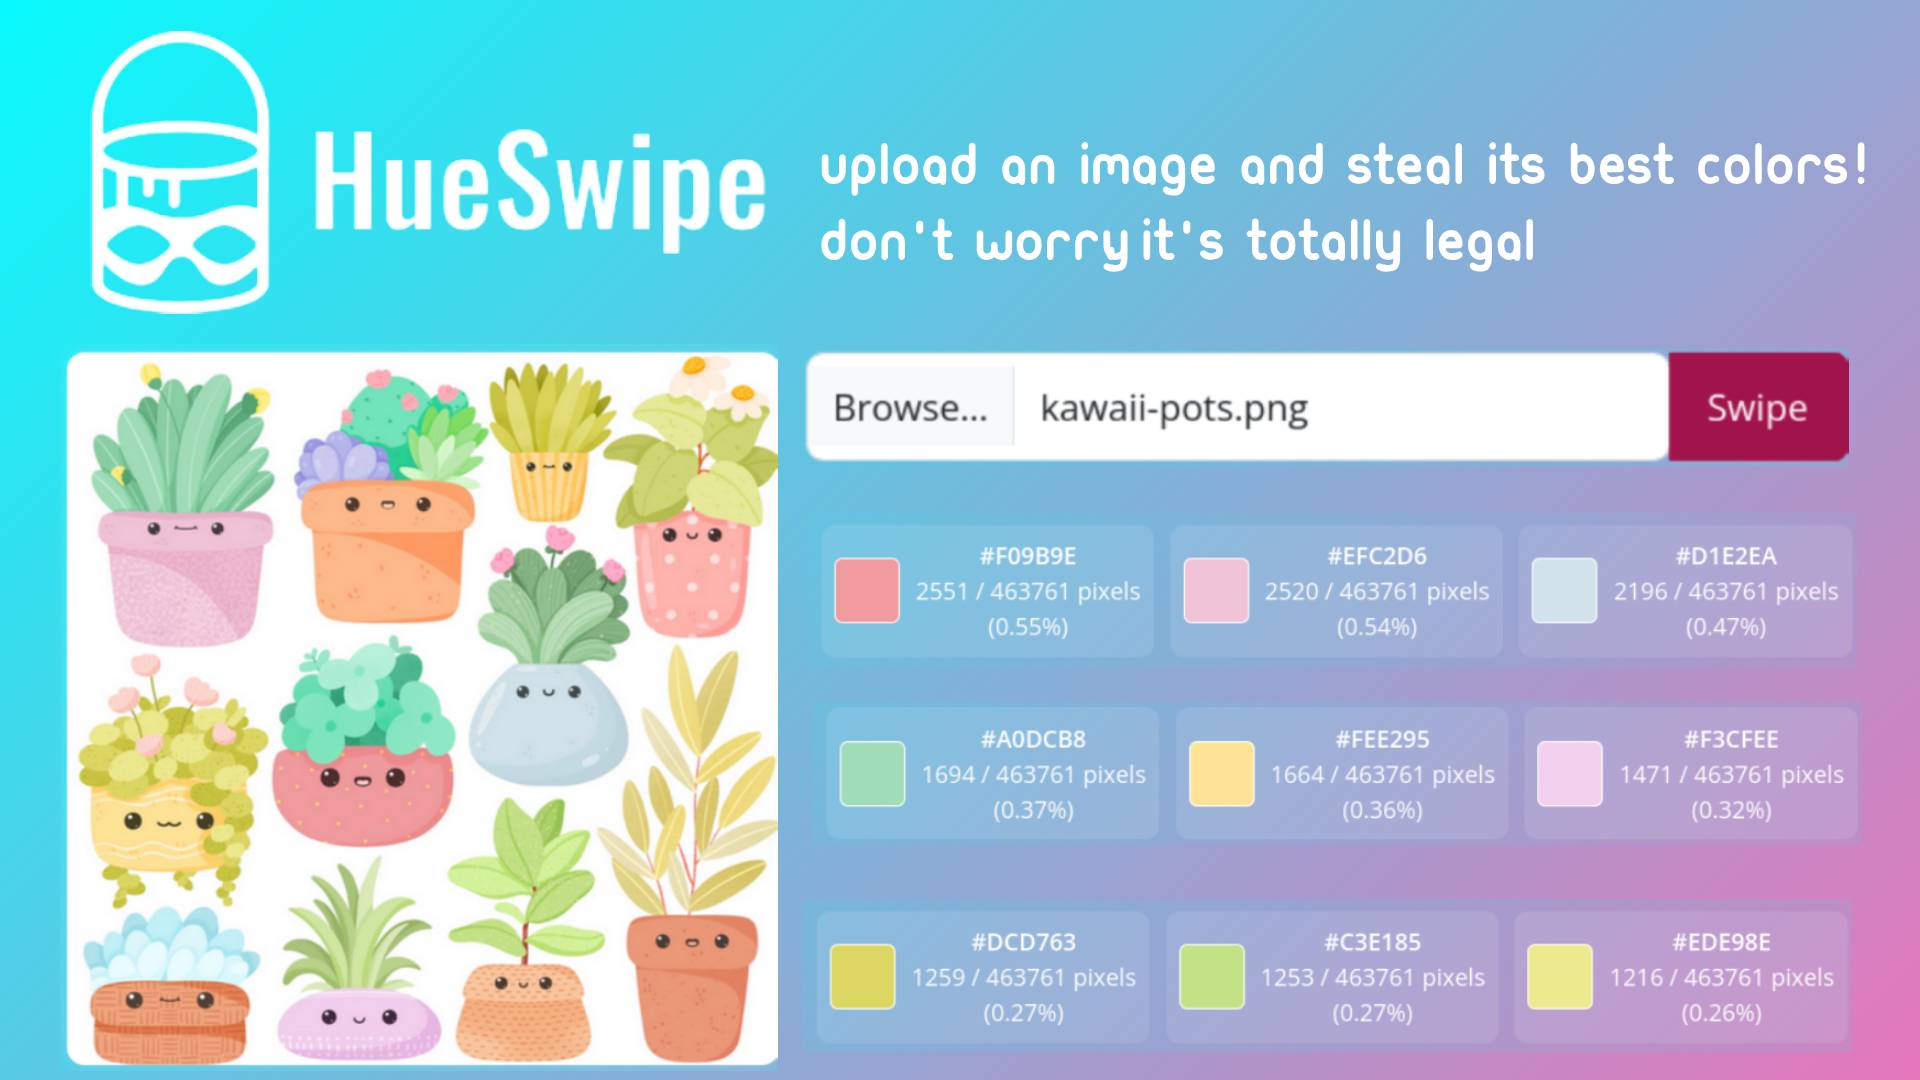 HueSwipe
upload an image and steal its best colors!
don't worry it's totally legal
Browse... kawaii-pots.png Swipe
#F09B9E
2551 / 463761 pixels
(0.55%)
#EFC2D6
2520 / 463761 pixels
(0.54%)
#D1E2EA
2196 / 463761 pixels
(0.47%)
#A0DCB8
1694 / 463761 pixels
(0.37%)
#FEE295
1664 / 463761 pixels
(0.36%)
#F3CFEE
1471 / 463761 pixels
(0.32%)
#DCD763
1259 / 463761 pixels
(0.27%)
#C3E185
1253 / 463761 pixels
(0.27%)
#EDE98E
1216 / 463761 pixels
(0.26%)